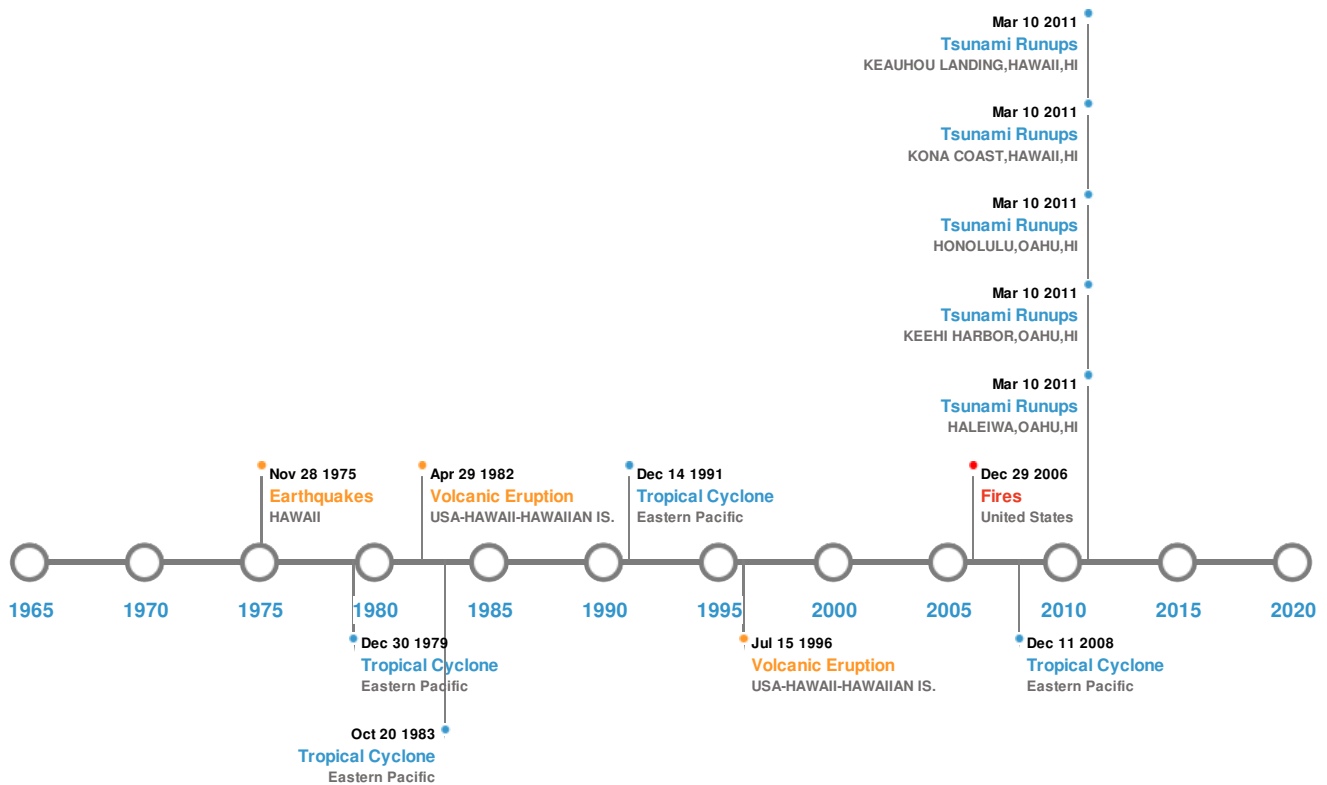 Mar 10 2011
Tsunami Runups
KEAUHOU LANDING,HAWAII,HI
Mar 10 2011
Tsunami Runups
KONA COAST,HAWAII,HI
Mar 10 2011
Tsunami Runups
HONOLULU,OAHU,HI
Mar 10 2011
Tsunami Runups
KEEHI HARBOR,OAHU,HI
Mar 10 2011
Tsunami Runups
HALEIWA,OAHU,HI
Nov 28 1975
Earthquakes
HAWAII
Apr 29 1982
Volcanic Eruption
USA-HAWAII-HAWAIIAN IS.
Dec 14 1991
Tropical Cyclone
Eastern Pacific
Dec 29 2006
Fires
United States
1965 1970 1975 1980 1985 1990 1995 2000 2005 2010 2015 2020
Dec 30 1979
Tropical Cyclone
Eastern Pacific
Jul 15 1996
Volcanic Eruption
USA-HAWAII-HAWAIIAN IS.
Dec 11 2008
Tropical Cyclone
Eastern Pacific
Oct 20 1983
Tropical Cyclone
Eastern Pacific